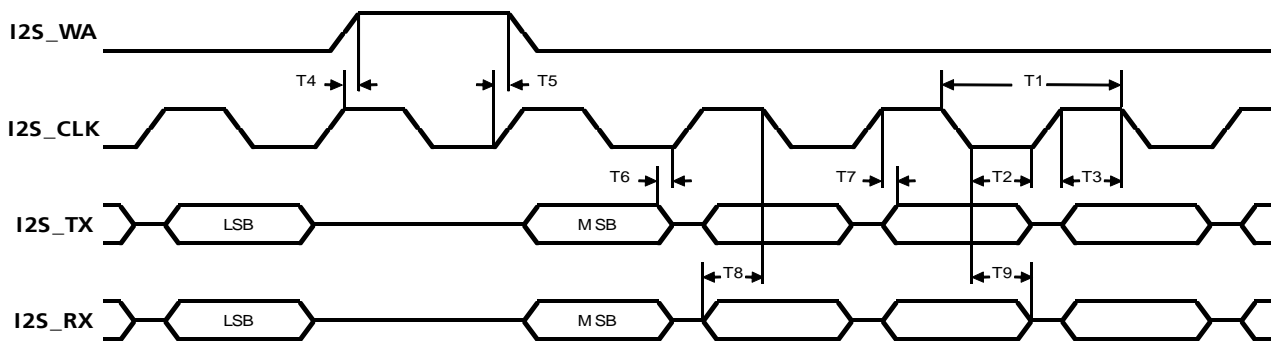 I2S_WA
T4
T5
T1
I2S_CLK
T6
T7
T2
T3
I2S_TX
LSB
MSB
T8
T9
I2S_RX
LSB
MSB